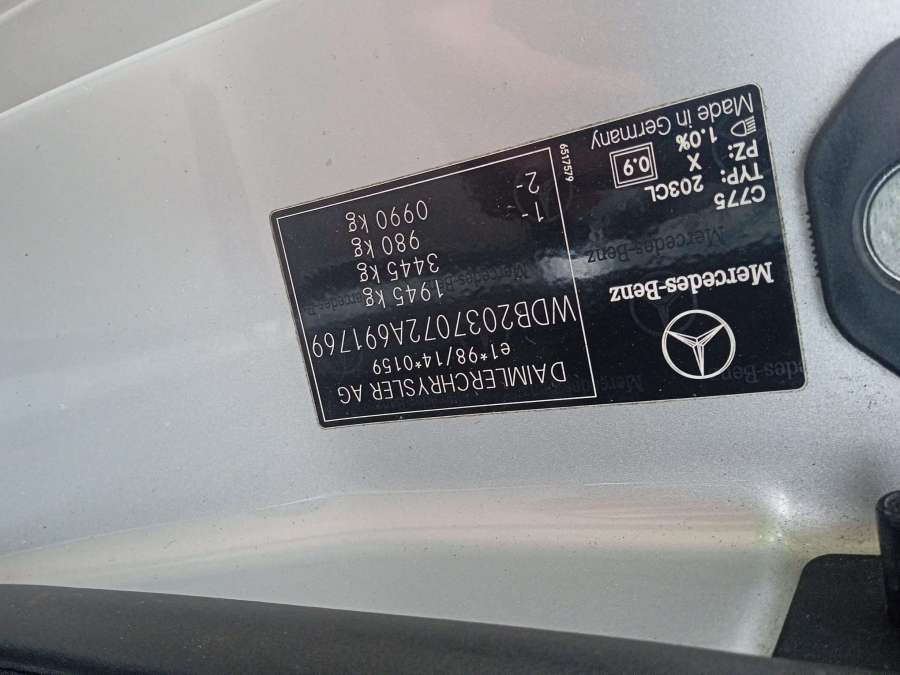 Mercedes-Benz
C775
TYP: 203CL
PZ: X
1.0% 0.9
Made in Germany
DAIMLERCHRYSLER AG
e1*98/14*0159
WDB2037072A691769
1945 kg
3445 kg
1- 980 kg
2- 0990 kg
6517579